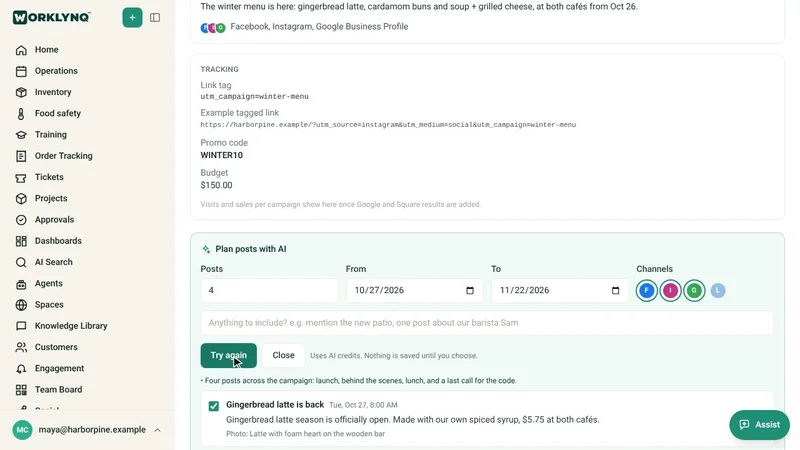 WORKLYNQ
Home
Operations
Inventory
Food safety
Training
Order Tracking
Tickets
Projects
Approvals
Dashboards
AI Search
Agents
Spaces
Knowledge Library
Customers
Engagement
Team Board
MC maya@harborpine.example
The winter menu is here: gingerbread latte, cardamom buns and soup + grilled cheese, at both cafés from Oct 26.
F I G Facebook, Instagram, Google Business Profile
TRACKING
Link tag
utm_campaign=winter-menu
Example tagged link
https://harborpine.example/?utm_source=instagram&utm_medium=social&utm_campaign=winter-menu
Promo code
WINTER10
Budget
$150.00
Visits and sales per campaign show here once Google and Square results are added.
Plan posts with AI
Posts From To Channels
4 10/27/2026 11/22/2026 F I G L
Anything to include? e.g. mention the new patio, one post about our barista Sam
Try again Close Uses AI credits. Nothing is saved until you choose.
• Four posts across the campaign: launch, behind the scenes, lunch, and a last call for the code.
Gingerbread latte is back Tue, Oct 27, 8:00 AM
Gingerbread latte season is officially open. Made with our own spiced syrup, $5.75 at both cafés.
Photo: Latte with foam heart on the wooden bar
Assist